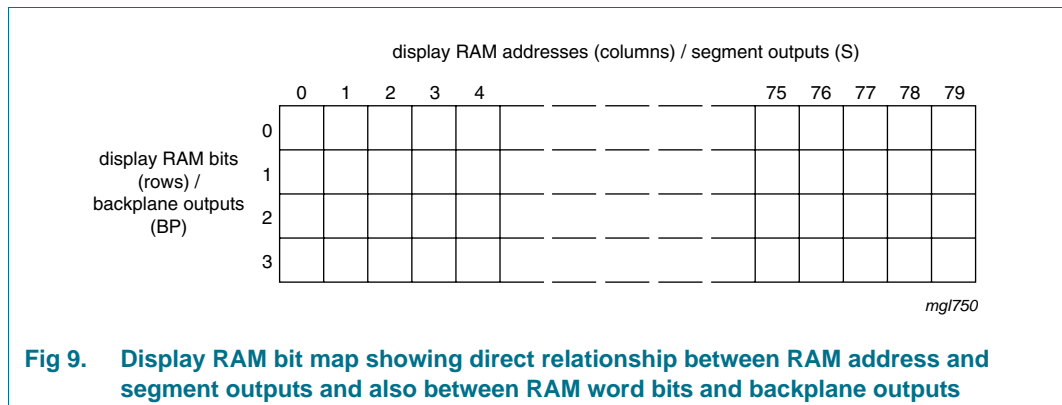 display RAM addresses (columns) / segment outputs (S)
0 1 2 3 4 75 76 77 78 79
0
display RAM bits
1
(rows) /
backplane outputs
2
(BP)
3
mgl750
Fig 9. Display RAM bit map showing direct relationship between RAM address and
segment outputs and also between RAM word bits and backplane outputs